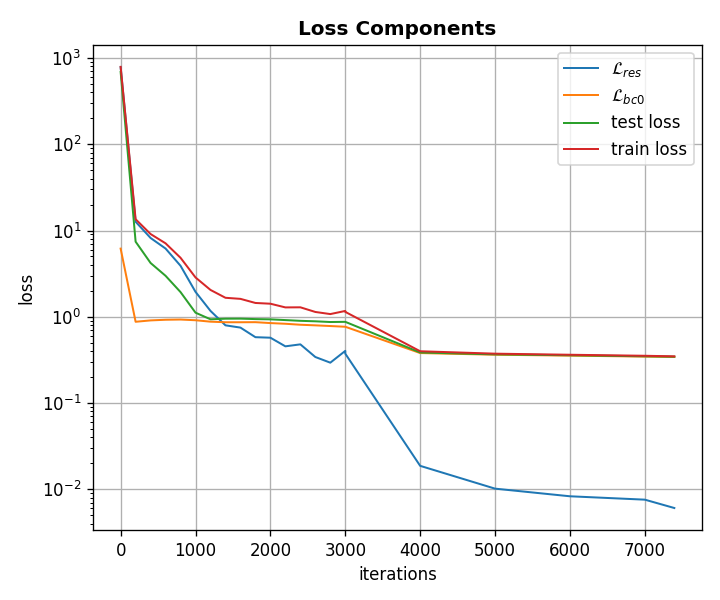 Loss Components
10³
10²
10¹
10⁰
10⁻¹
10⁻²
loss
ℒ_res
ℒ_bc0
test loss
train loss
0 1000 2000 3000 4000 5000 6000 7000
iterations